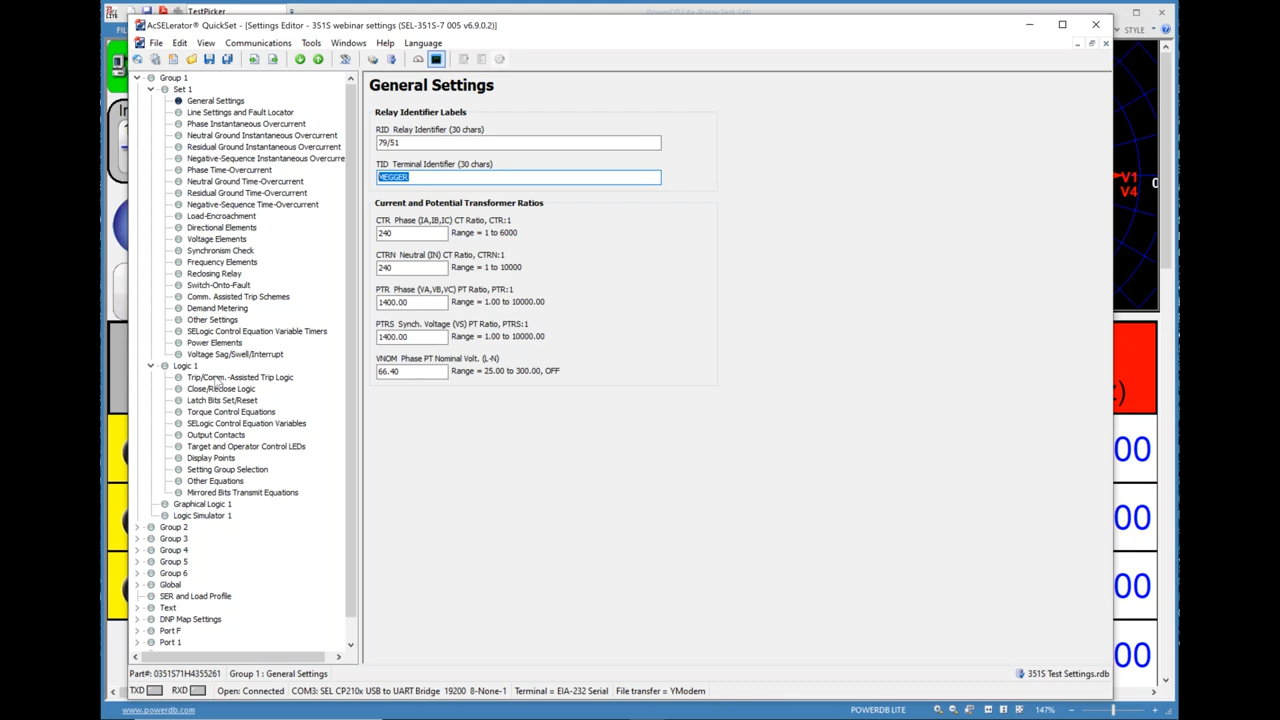 TestPicker
FIL
STYLE
AcSELerator® QuickSet - [Settings Editor - 351S webinar settings (SEL-351S-7 005 v6.9.0.2)]
File Edit View Communications Tools Windows Help Language
Group 1
Set 1
General Settings
Line Settings and Fault Locator
Phase Instantaneous Overcurrent
Neutral Ground Instantaneous Overcurrent
Residual Ground Instantaneous Overcurrent
Negative-Sequence Instantaneous Overcurre
Phase Time-Overcurrent
Neutral Ground Time-Overcurrent
Residual Ground Time-Overcurrent
Negative-Sequence Time-Overcurrent
Load-Encroachment
Directional Elements
Voltage Elements
Synchronism Check
Frequency Elements
Reclosing Relay
Switch-Onto-Fault
Comm. Assisted Trip Schemes
Demand Metering
Other Settings
SELogic Control Equation Variable Timers
Power Elements
Voltage Sag/Swell/Interrupt
Logic 1
Trip/Comm.-Assisted Trip Logic
Close/Reclose Logic
Latch Bits Set/Reset
Torque Control Equations
SELogic Control Equation Variables
Output Contacts
Target and Operator Control LEDs
Display Points
Setting Group Selection
Other Equations
Mirrored Bits Transmit Equations
Graphical Logic 1
Logic Simulator 1
Group 2
Group 3
Group 4
Group 5
Group 6
Global
SER and Load Profile
Text
DNP Map Settings
Port F
Port 1
General Settings
Relay Identifier Labels
RID Relay Identifier (30 chars)
79/51
TID Terminal Identifier (30 chars)
MEGGER
Current and Potential Transformer Ratios
CTR Phase (IA,IB,IC) CT Ratio, CTR:1
240 Range = 1 to 6000
CTRN Neutral (IN) CT Ratio, CTRN:1
240 Range = 1 to 10000
PTR Phase (VA,VB,VC) PT Ratio, PTR:1
1400.00 Range = 1.00 to 10000.00
PTRS Synch. Voltage (VS) PT Ratio, PTRS:1
1400.00 Range = 1.00 to 10000.00
VNOM Phase PT Nominal Volt. (L-N)
66.40 Range = 25.00 to 300.00, OFF
V1
V4
0
00
00
00
00
Part#: 0351S71H4355261 Group 1 : General Settings 351S Test Settings.rdb
TXD RXD Open: Connected COM3: SEL CP210x USB to UART Bridge 19200 8-None-1 Terminal = EIA-232 Serial File transfer = YModem
www.powerdb.com POWERDB LITE 147%